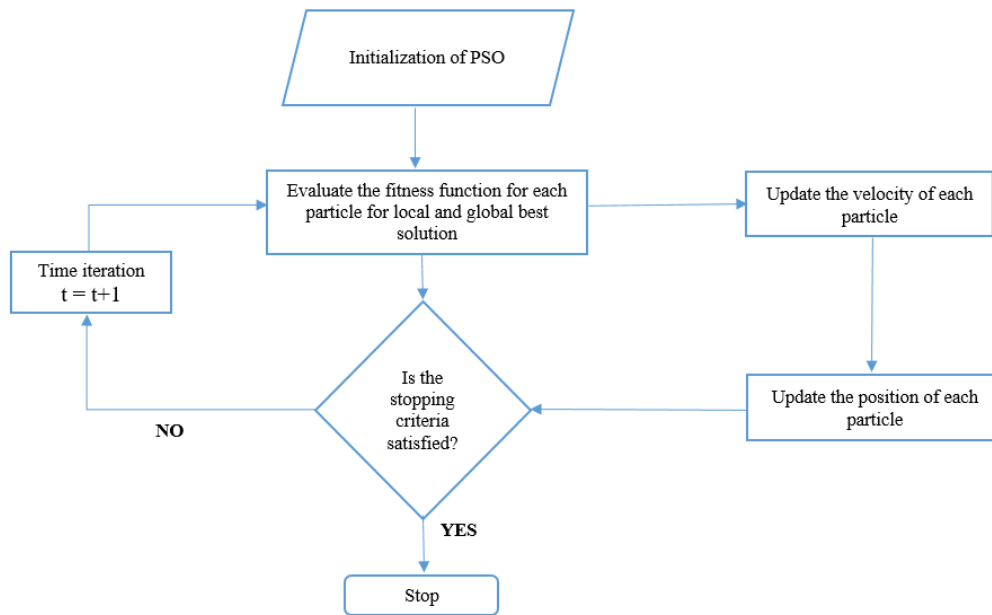 Initialization of PSO
Evaluate the fitness function for each
particle for local and global best
solution
Update the velocity of each
particle
Time iteration
t = t+1
Is the
stopping
criteria
satisfied?
Update the position of each
particle
NO
YES
Stop